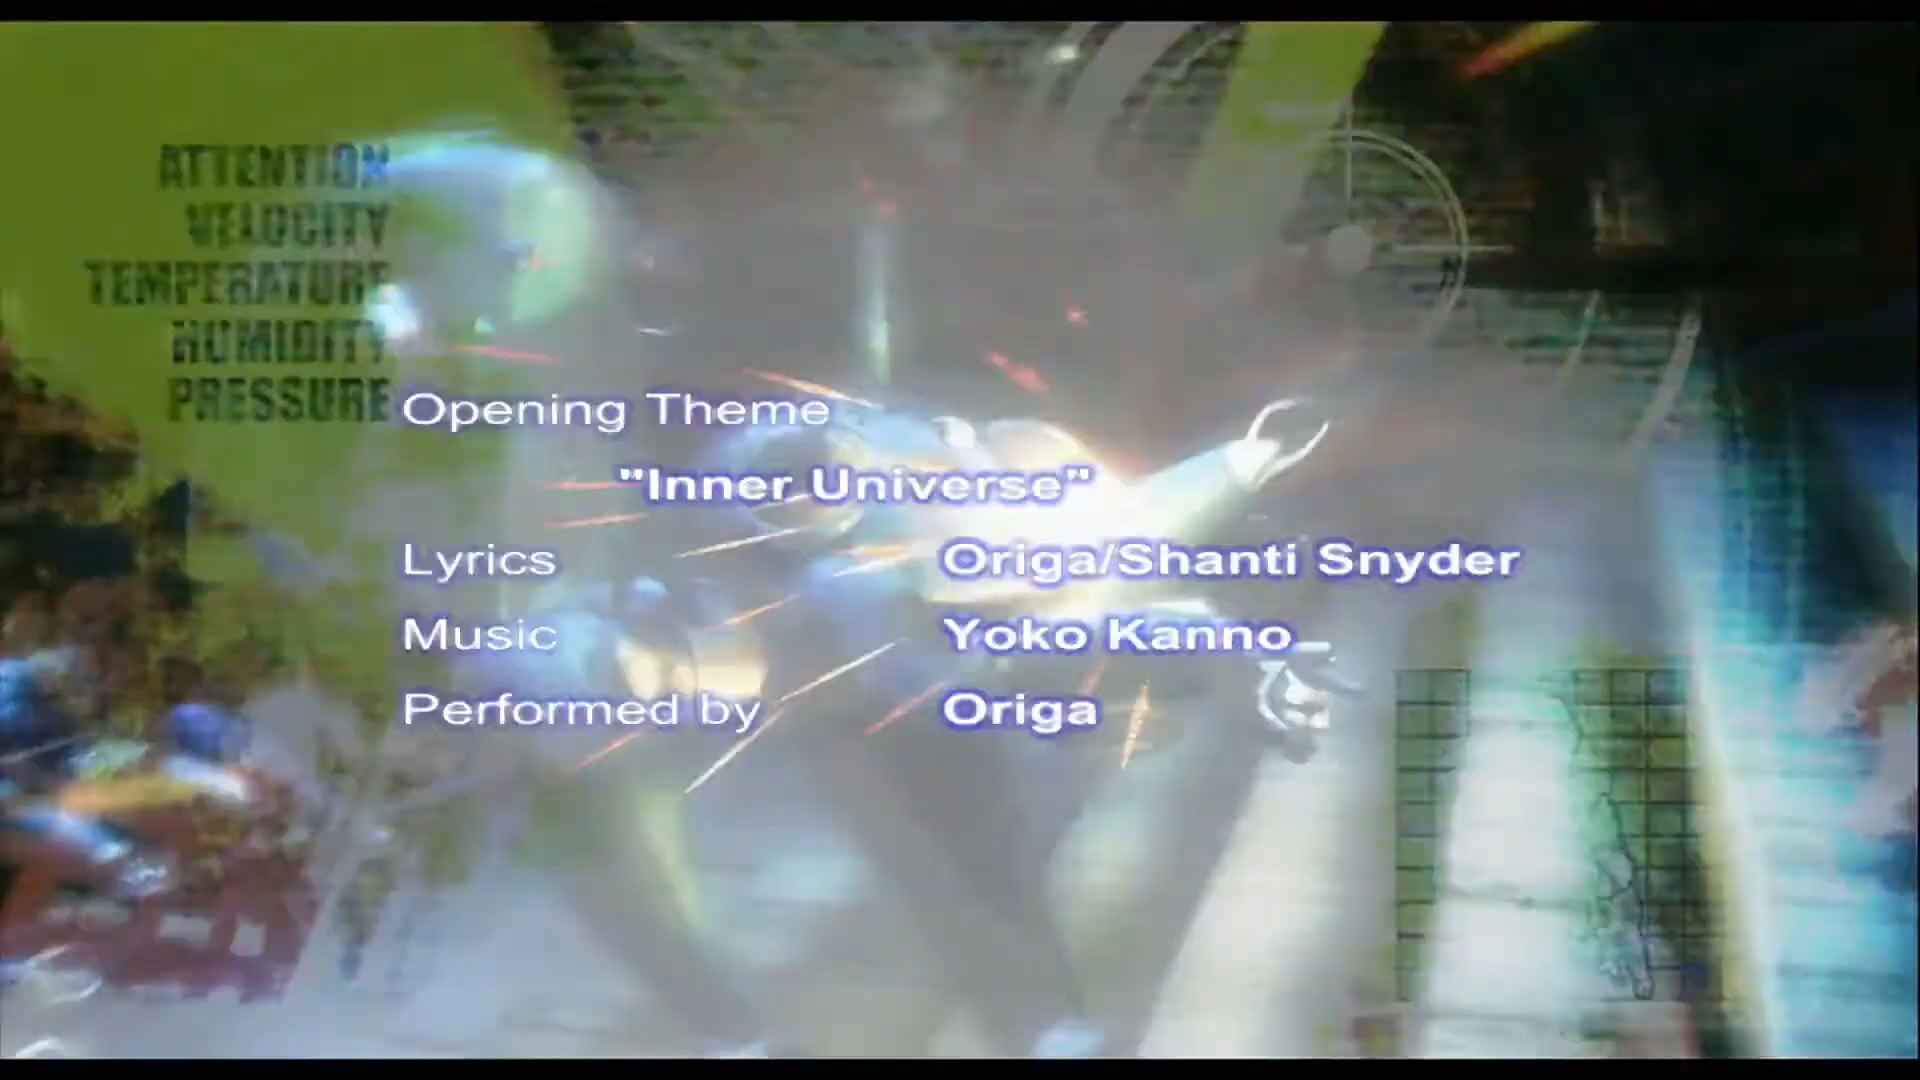 ATTENTION
VELOCITY
TEMPERATURE
HUMIDITY
PRESSURE
Opening Theme
"Inner Universe"
Lyrics Origa/Shanti Snyder
Music Yoko Kanno
Performed by Origa